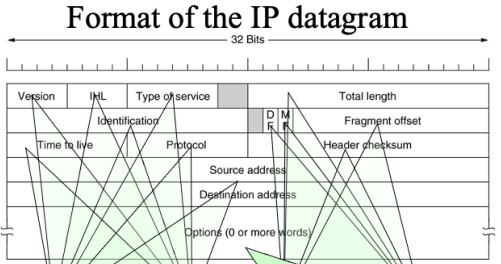 Format of the IP datagram
32 Bits
Version IHL Type of service Total length
Identification D F M F Fragment offset
Time to live Protocol Header checksum
Source address
Destination address
Options (0 or more words)